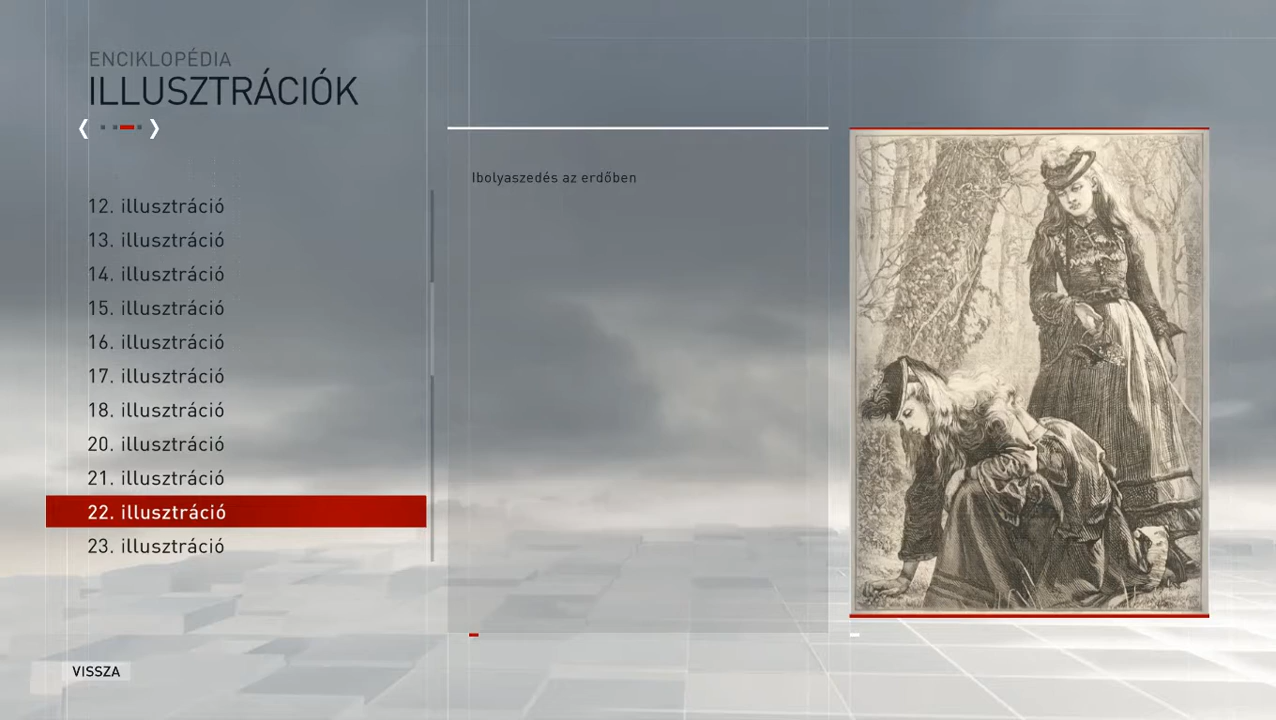 ENCIKLOPÉDIA
ILLUSZTRÁCIÓK
12. illusztráció
13. illusztráció
14. illusztráció
15. illusztráció
16. illusztráció
17. illusztráció
18. illusztráció
20. illusztráció
21. illusztráció
22. illusztráció
23. illusztráció
Ibolyaszedés az erdőben
VISSZA